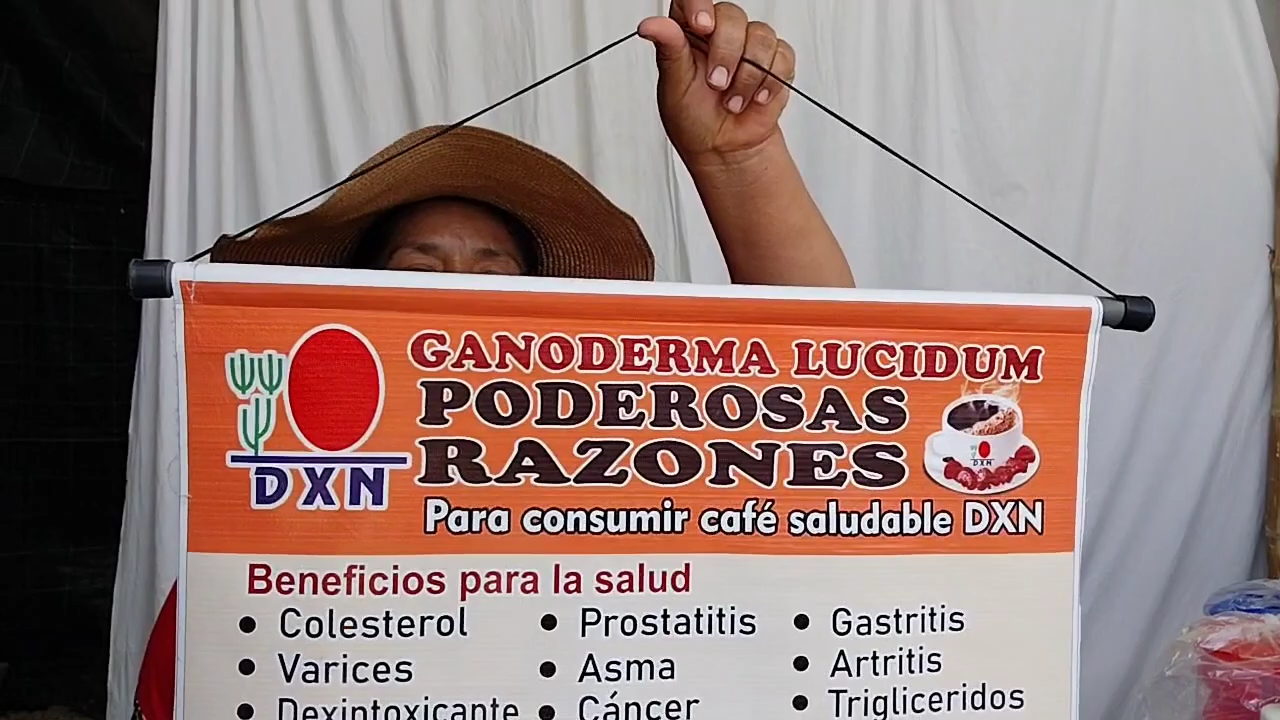 GANODERMA LUCIDUM
PODEROSAS
RAZONES
DXN
DXN
Para consumir café saludable DXN
Beneficios para la salud
• Colesterol
• Prostatitis
• Gastritis
• Varices
• Asma
• Artritis
• Dexintoxicante
• Cáncer
• Trigliceridos